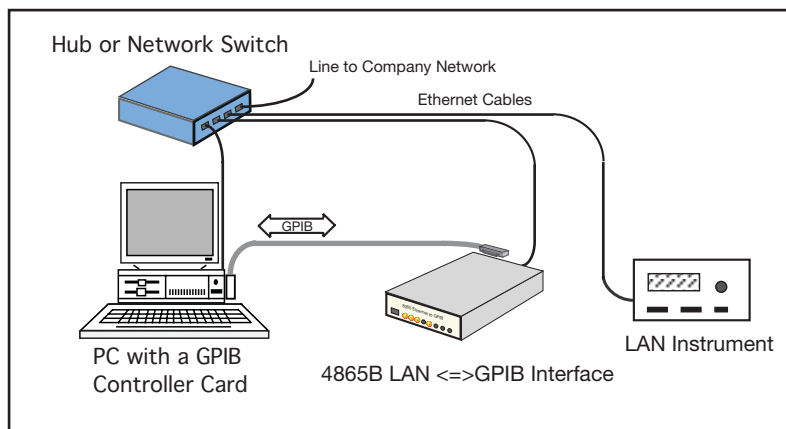 Hub or Network Switch
Line to Company Network
Ethernet Cables
GPIB
PC with a GPIB
Controller Card
4865B LAN <=>GPIB Interface
LAN Instrument